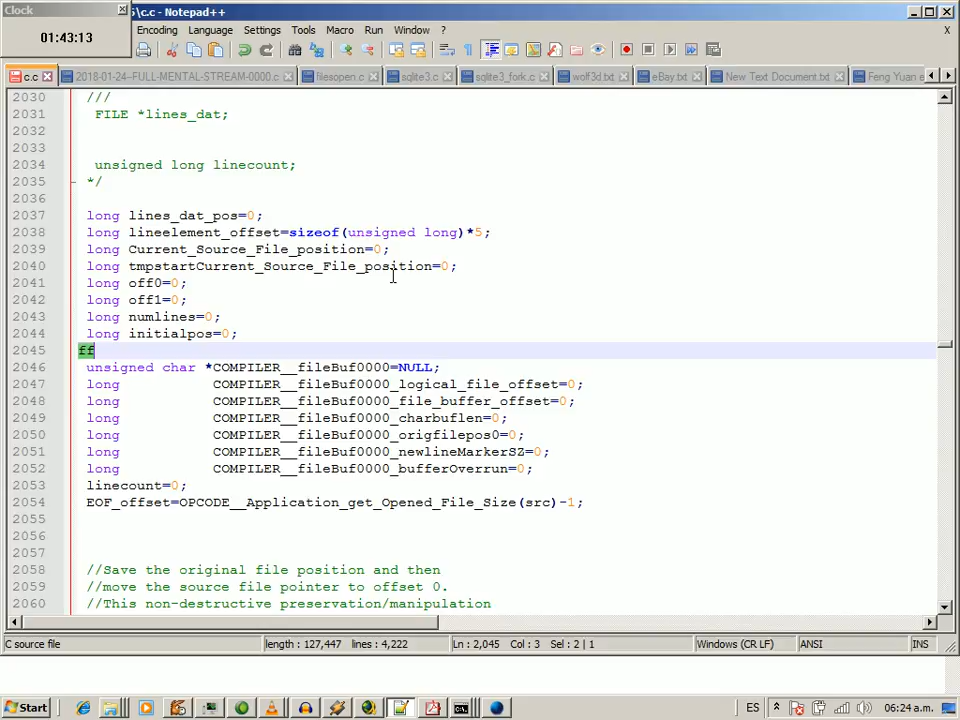 Clock
5\c.c - Notepad++
01:43:13
Encoding Language Settings Tools Macro Run Window ?
X
c.c 2018-01-24--FULL-MENTAL-STREAM-0000.c filesopen.c sqlite3.c sqlite3_fork.c wolf3d.txt eBay.txt New Text Document.txt Feng Yuan e
2030 ///
2031 FILE *lines_dat;
2032
2033
2034 unsigned long linecount;
2035 */
2036
2037 long lines_dat_pos=0;
2038 long lineelement_offset=sizeof(unsigned long)*5;
2039 long Current_Source_File_position=0;
2040 long tmpstartCurrent_Source_File_position=0;
2041 long off0=0;
2042 long off1=0;
2043 long numlines=0;
2044 long initialpos=0;
2045 ff
2046 unsigned char *COMPILER__fileBuf0000=NULL;
2047 long COMPILER__fileBuf0000_logical_file_offset=0;
2048 long COMPILER__fileBuf0000_file_buffer_offset=0;
2049 long COMPILER__fileBuf0000_charbuflen=0;
2050 long COMPILER__fileBuf0000_origfilepos0=0;
2051 long COMPILER__fileBuf0000_newlineMarkerSZ=0;
2052 long COMPILER__fileBuf0000_bufferOverrun=0;
2053 linecount=0;
2054 EOF_offset=OPCODE__Application_get_Opened_File_Size(src)-1;
2055
2056
2057
2058 //Save the original file position and then
2059 //move the source file pointer to offset 0.
2060 //This non-destructive preservation/manipulation
C source file length : 127,447 lines : 4,222 Ln : 2,045 Col : 3 Sel : 2 | 1 Windows (CR LF) ANSI INS
Start ES 06:24 a.m.